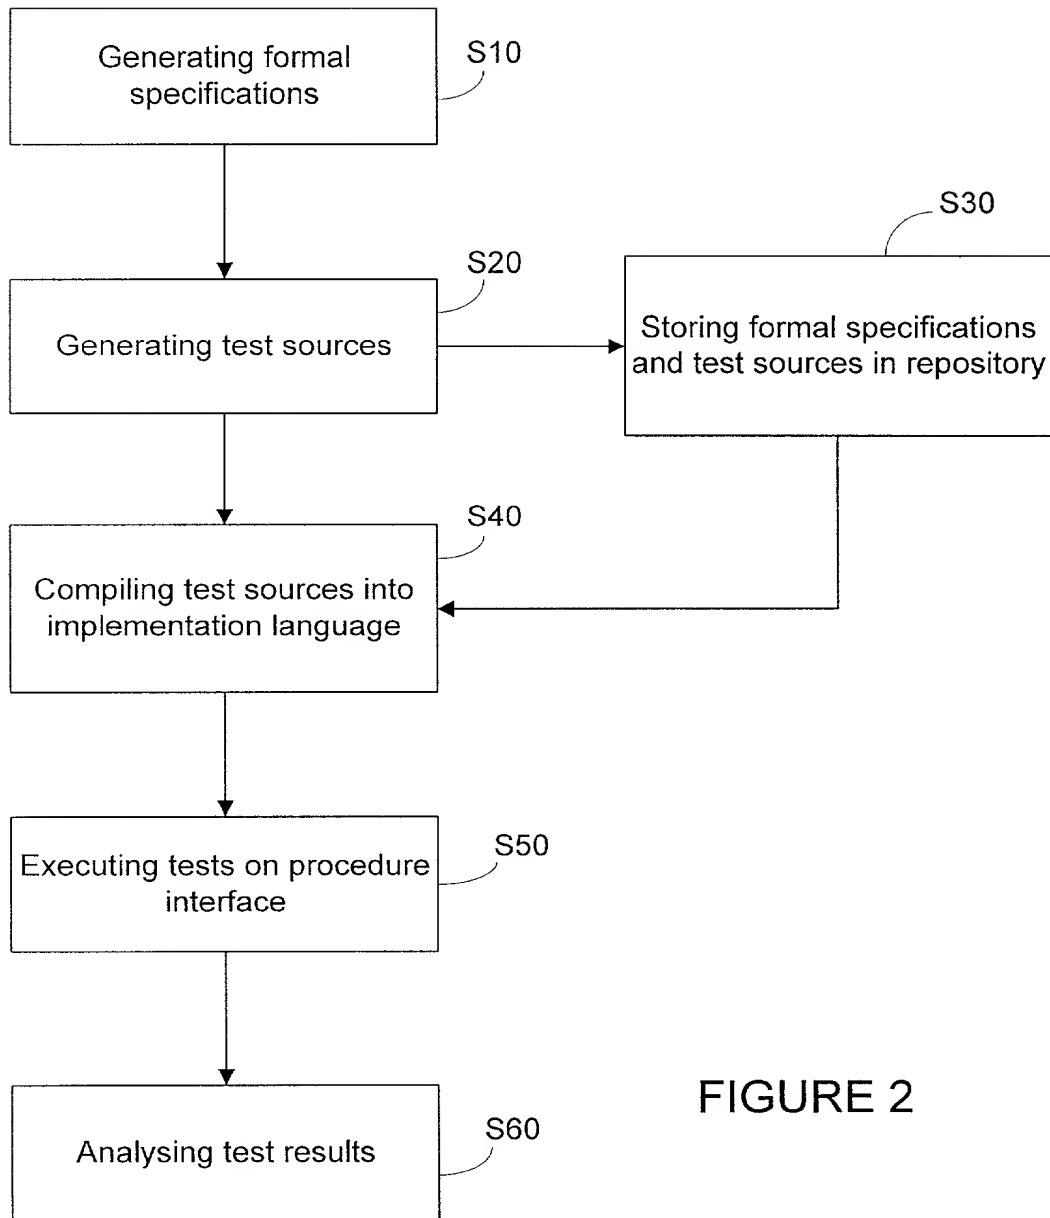 Generating formal
specifications
S10
S30
S20
Generating test sources
Storing formal specifications
and test sources in repository
S40
Compiling test sources into
implementation language
S50
Executing tests on procedure
interface
FIGURE 2
S60
Analysing test results